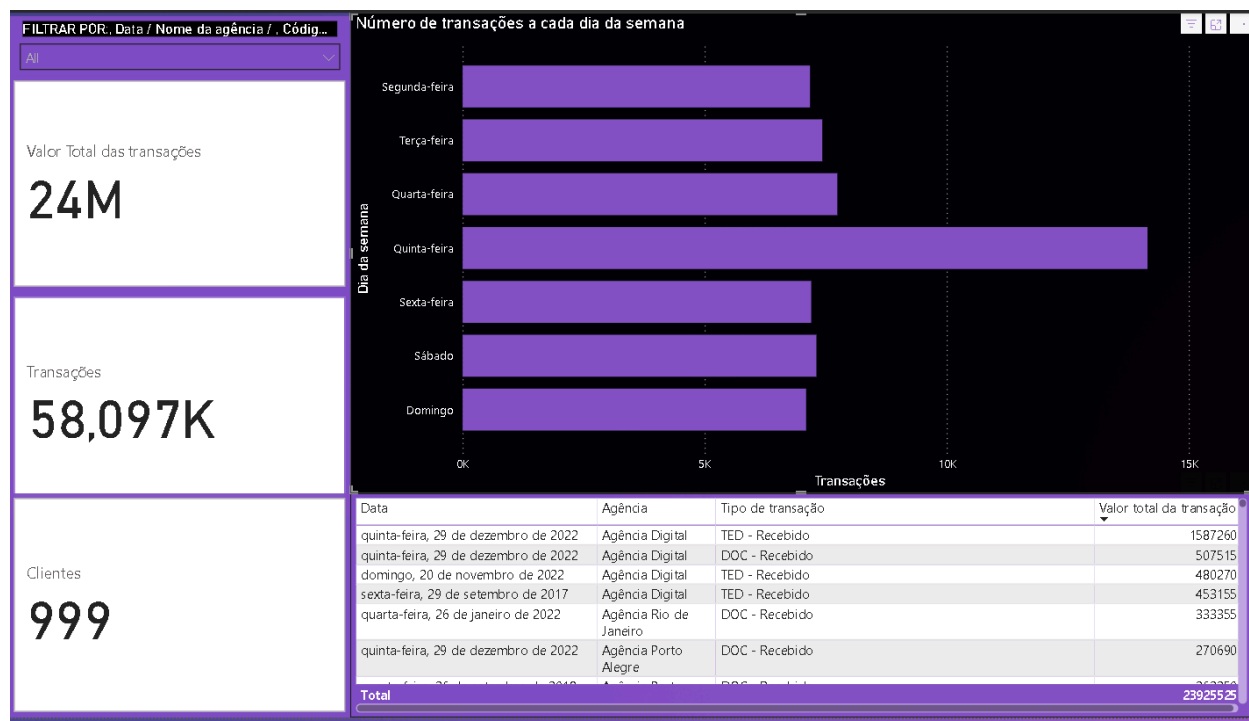 FILTRAR POR:, Data / Nome da agência / , Códig...
All
Valor Total das transações
24M
Transações
58,097K
Clientes
999
Número de transações a cada dia da semana
Dia da semana
Segunda-feira
Terça-feira
Quarta-feira
Quinta-feira
Sexta-feira
Sábado
Domingo
0K 5K 10K 15K
Transações
Data Agência Tipo de transação Valor total da transação
quinta-feira, 29 de dezembro de 2022 Agência Digital TED - Recebido 1587260
quinta-feira, 29 de dezembro de 2022 Agência Digital DOC - Recebido 507515
domingo, 20 de novembro de 2022 Agência Digital TED - Recebido 480270
sexta-feira, 29 de setembro de 2017 Agência Digital TED - Recebido 453155
quarta-feira, 26 de janeiro de 2022 Agência Rio de DOC - Recebido 333355
Janeiro
quinta-feira, 29 de dezembro de 2022 Agência Porto DOC - Recebido 270690
Alegre
Total 23925525